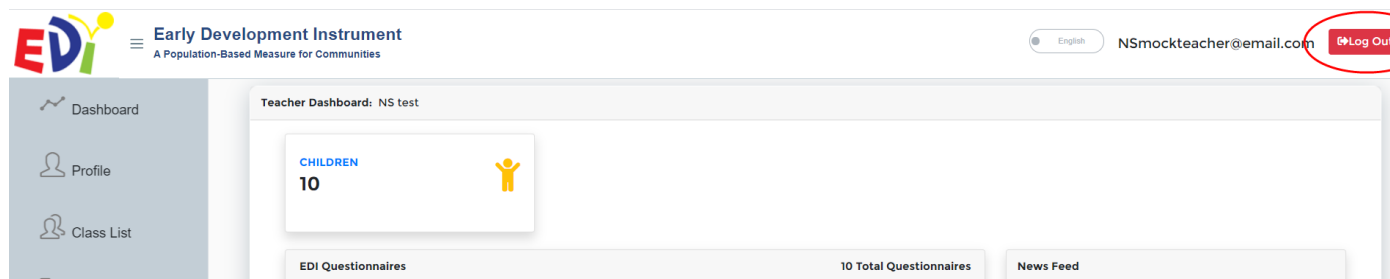 EDi
Early Development Instrument
A Population-Based Measure for Communities
English
NSmockteacher@email.com
Log Out
Dashboard
Profile
Class List
Teacher Dashboard: NS test
CHILDREN
10
EDI Questionnaires
10 Total Questionnaires
News Feed